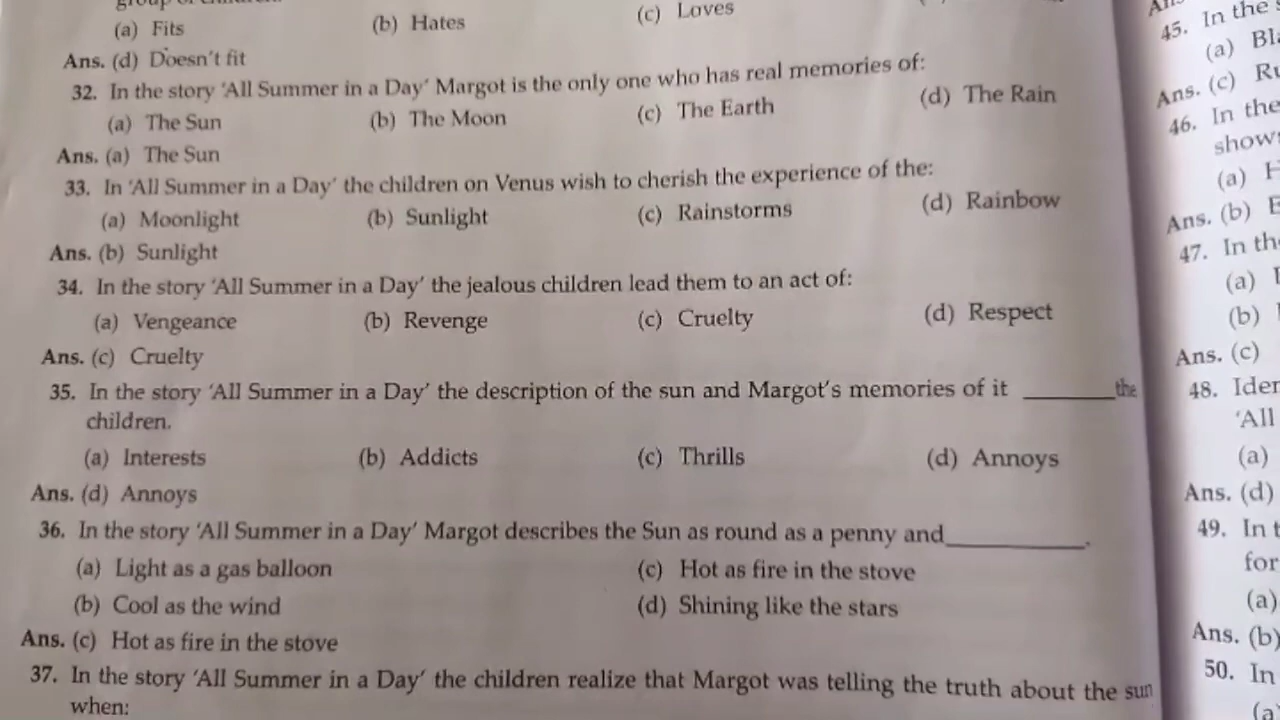 (a) Fits (b) Hates (c) Loves
Ans. (d) Doesn't fit
32. In the story 'All Summer in a Day' Margot is the only one who has real memories of:
(a) The Sun (b) The Moon (c) The Earth (d) The Rain
Ans. (a) The Sun
33. In 'All Summer in a Day' the children on Venus wish to cherish the experience of the:
(a) Moonlight (b) Sunlight (c) Rainstorms (d) Rainbow
Ans. (b) Sunlight
34. In the story 'All Summer in a Day' the jealous children lead them to an act of:
(a) Vengeance (b) Revenge (c) Cruelty (d) Respect
Ans. (c) Cruelty
35. In the story 'All Summer in a Day' the description of the sun and Margot's memories of it ________ the
children.
(a) Interests (b) Addicts (c) Thrills (d) Annoys
Ans. (d) Annoys
36. In the story 'All Summer in a Day' Margot describes the Sun as round as a penny and____________.
(a) Light as a gas balloon (c) Hot as fire in the stove
(b) Cool as the wind (d) Shining like the stars
Ans. (c) Hot as fire in the stove
37. In the story 'All Summer in a Day' the children realize that Margot was telling the truth about the sun
when:
45. In the
(a)
Ans. (c)
46. In the
(a)
Ans. (b)
47. In
(a)
(b)
Ans. (c)
48.
'All
(a)
Ans. (d)
49. In
for
(a)
Ans. (b)
50. In